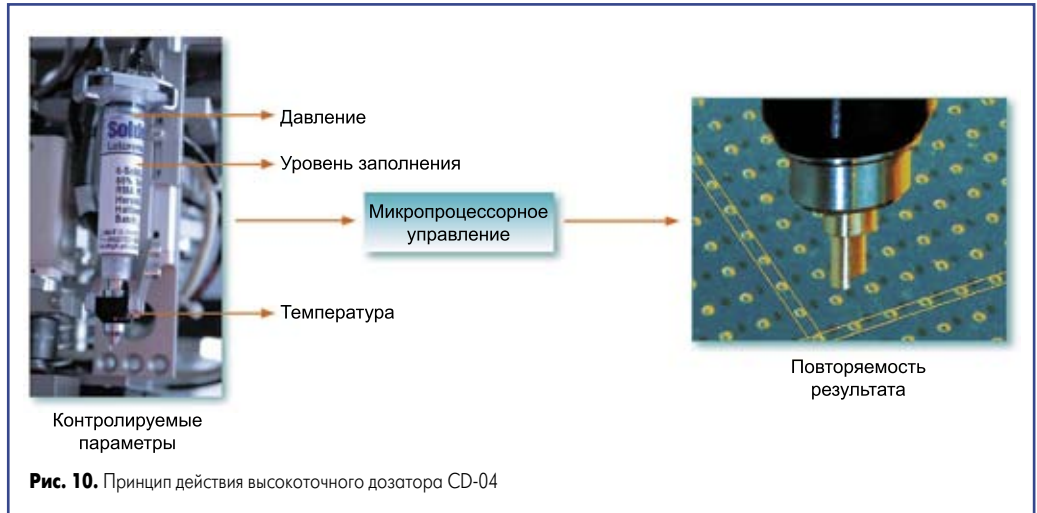 Давление
Уровень заполнения
Микропроцессорное
управление
Температура
Контролируемые
параметры
Повторяемость
результата
Рис. 10. Принцип действия высокоточного дозатора CD-04